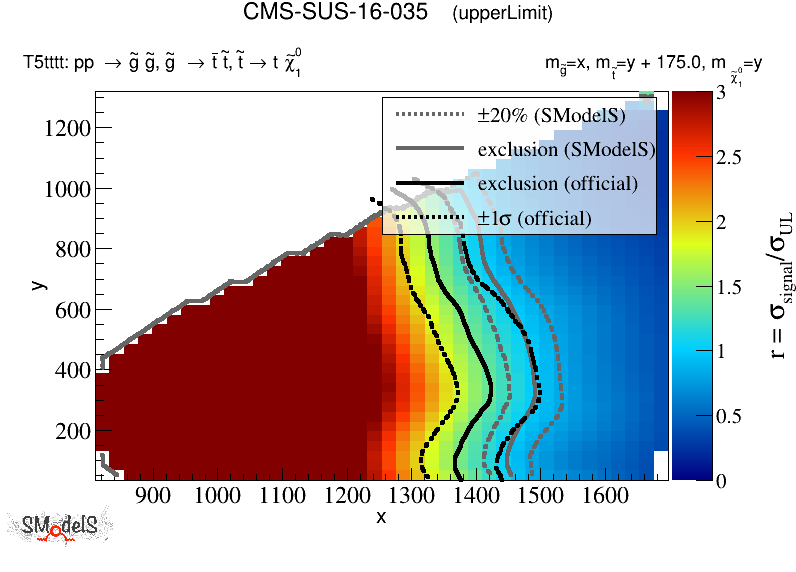 CMS-SUS-16-035 (upperLimit)
T5tttt: pp → g̃ g̃, g̃ → t̄ t̃, t̃ → t χ̃₁⁰
m_g̃=x, m_t̃=y + 175.0, m_χ̃₁⁰=y
±20% (SModelS)
exclusion (SModelS)
exclusion (official)
±1σ (official)
1200
1000
800
600
400
200
y
900 1000 1100 1200 1300 1400 1500 1600
x
3
2.5
2
1.5
1
0.5
0
r = σ_signal/σ_UL
SModelS